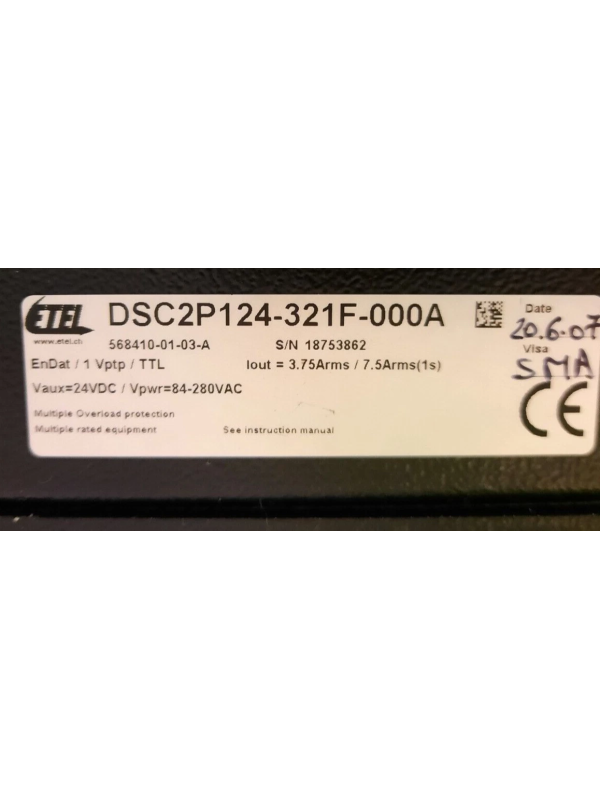 ETEL
www.etel.ch
DSC2P124-321F-000A
568410-01-03-A
S/N 18753862
Date
20.6.07
Visa
SMA
EnDat / 1 Vptp / TTL
Iout = 3.75Arms / 7.5Arms(1s)
Vaux=24VDC / Vpwr=84-280VAC
CE
Multiple Overload protection
Multiple rated equipment
See instruction manual